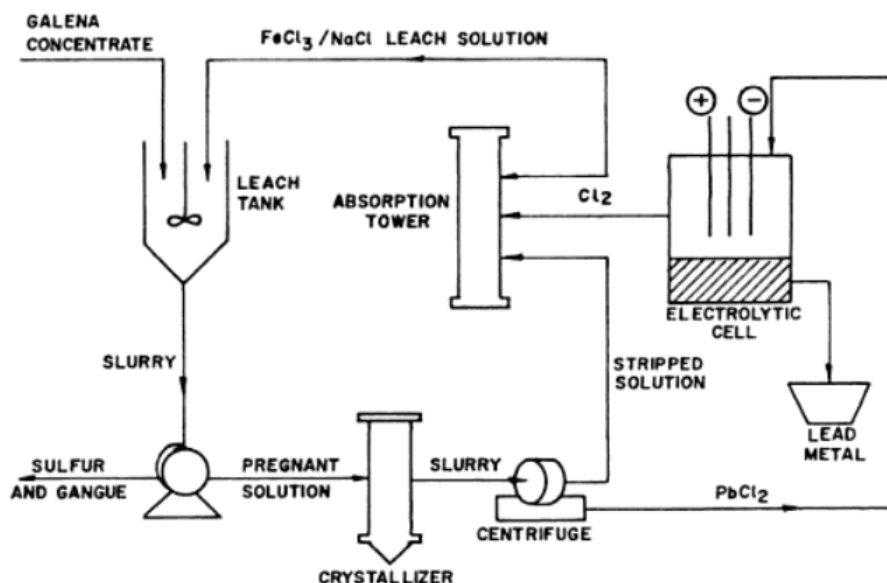 GALENA
CONCENTRATE
FeCl3/NaCl LEACH SOLUTION
+
−
LEACH
TANK
ABSORPTION
TOWER
Cl2
ELECTROLYTIC
CELL
SLURRY
STRIPPED
SOLUTION
LEAD
METAL
SULFUR
AND GANGUE
PREGNANT
SOLUTION
SLURRY
PbCl2
CENTRIFUGE
CRYSTALLIZER